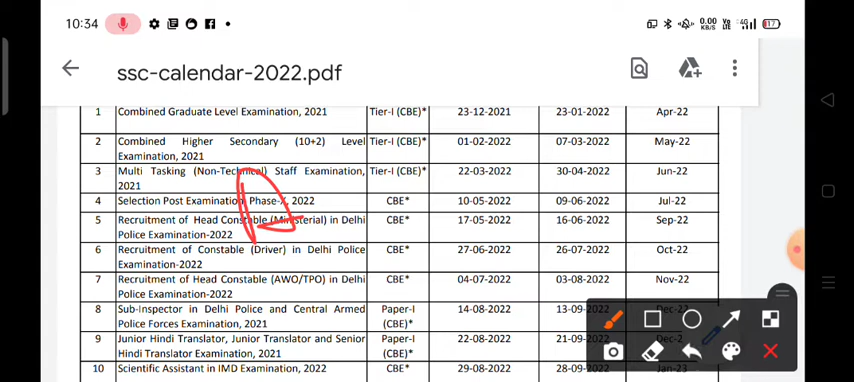 10:34 0.00 KB/S Vo LTE 4G 17
ssc-calendar-2022.pdf
1 Combined Graduate Level Examination, 2021 Tier-I (CBE)* 23-12-2021 23-01-2022 Apr-22
2 Combined Higher Secondary (10+2) Level Tier-I (CBE)* 01-02-2022 07-03-2022 May-22
Examination, 2021
3 Multi Tasking (Non-Technical) Staff Examination, Tier-I (CBE)* 22-03-2022 30-04-2022 Jun-22
2021
4 Selection Post Examination, Phase-X, 2022 CBE* 10-05-2022 09-06-2022 Jul-22
5 Recruitment of Head Constable (Ministerial) in Delhi CBE* 17-05-2022 16-06-2022 Sep-22
Police Examination-2022
6 Recruitment of Constable (Driver) in Delhi Police CBE* 27-06-2022 26-07-2022 Oct-22
Examination-2022
7 Recruitment of Head Constable (AWO/TPO) in Delhi CBE* 04-07-2022 03-08-2022 Nov-22
Police Examination-2022
8 Sub-Inspector in Delhi Police and Central Armed Paper-I 14-08-2022 13-09- Dec-22
Police Forces Examination, 2021 (CBE)*
9 Junior Hindi Translator, Junior Translator and Senior Paper-I 22-08-2022 21-09- Dec-2
Hindi Translator Examination, 2021 (CBE)*
10 Scientific Assistant in IMD Examination, 2022 CBE* 29-08-2022 28-09- Jan-23